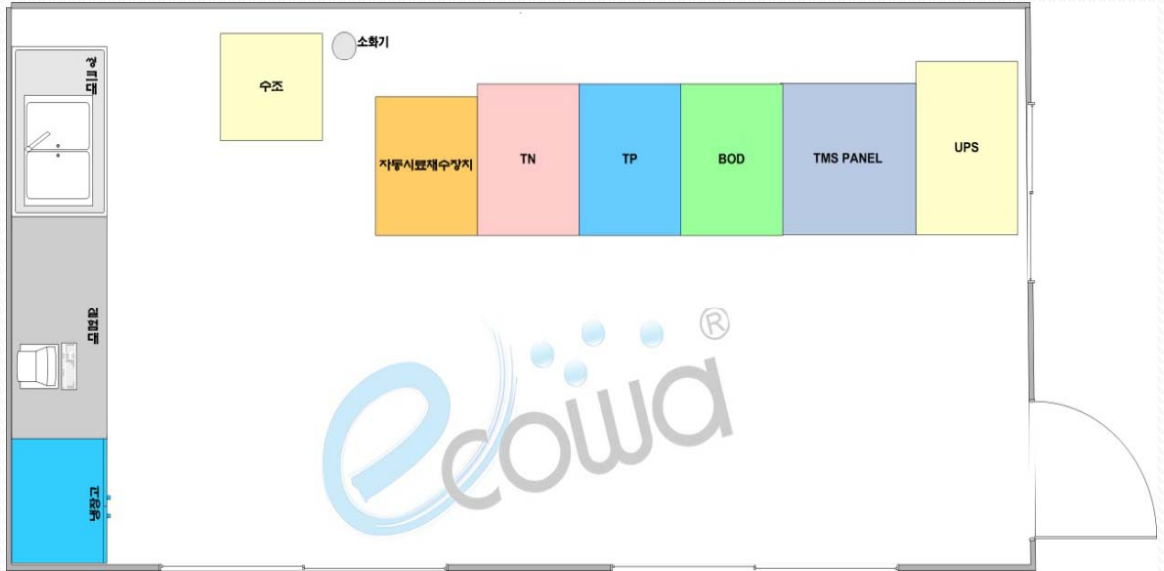 소화기
수조
싱크대
자동시료채수장치
TN
TP
BOD
TMS PANEL
UPS
실험대
냉장고
ecowa®